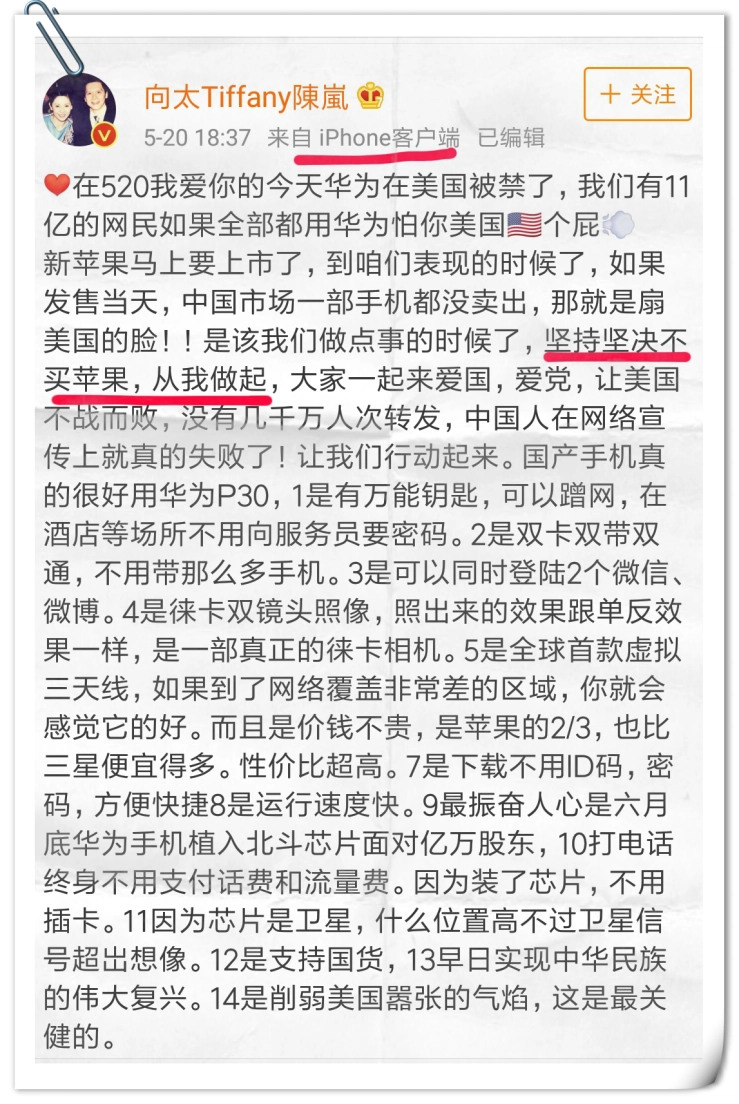 向太Tiffany陳嵐
+ 关注
5-20 18:37 来自 iPhone客户端 已编辑
❤️在520我爱你的今天华为在美国被禁了，我们有11
亿的网民如果全部都用华为怕你美国🇺🇸个屁💨
新苹果马上要上市了，到咱们表现的时候了，如果
发售当天，中国市场一部手机都没卖出，那就是扇
美国的脸！！是该我们做点事的时候了，坚持坚决不
买苹果，从我做起，大家一起来爱国，爱党，让美国
不战而败，没有几千万人次转发，中国人在网络宣
传上就真的失败了！让我们行动起来。国产手机真
的很好用华为P30，1是有万能钥匙，可以蹭网，在
酒店等场所不用向服务员要密码。2是双卡双带双
通，不用带那么多手机。3是可以同时登陆2个微信、
微博。4是徕卡双镜头照像，照出来的效果跟单反效
果一样，是一部真正的徕卡相机。5是全球首款虚拟
三天线，如果到了网络覆盖非常差的区域，你就会
感觉它的好。而且是价钱不贵，是苹果的2/3，也比
三星便宜得多。性价比超高。7是下载不用ID码，密
码，方便快捷8是运行速度快。9最振奋人心是六月
底华为手机植入北斗芯片面对亿万股东，10打电话
终身不用支付话费和流量费。因为装了芯片，不用
插卡。11因为芯片是卫星，什么位置高不过卫星信
号超出想像。12是支持国货，13早日实现中华民族
的伟大复兴。14是削弱美国嚣张的气焰，这是最关
健的。